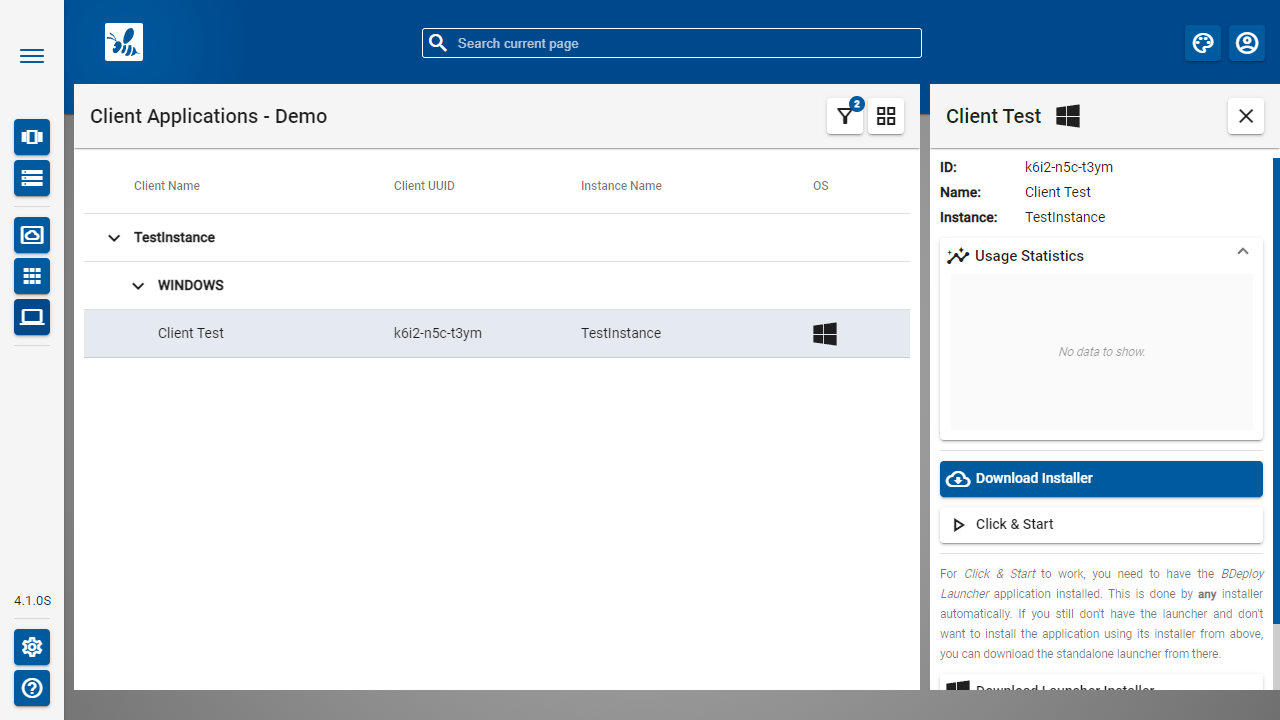 Search current page
Client Applications - Demo
2
Client Test
Client Name
Client UUID
Instance Name
OS
TestInstance
WINDOWS
Client Test
k6i2-n5c-t3ym
TestInstance
ID:
k6i2-n5c-t3ym
Name:
Client Test
Instance:
TestInstance
Usage Statistics
No data to show.
Download Installer
Click & Start
For Click & Start to work, you need to have the BDeploy
Launcher application installed. This is done by any installer
automatically. If you still don't have the launcher and don't
want to install the application using its installer from above,
you can download the standalone launcher from there.
Download Launcher Installer
4.1.0S